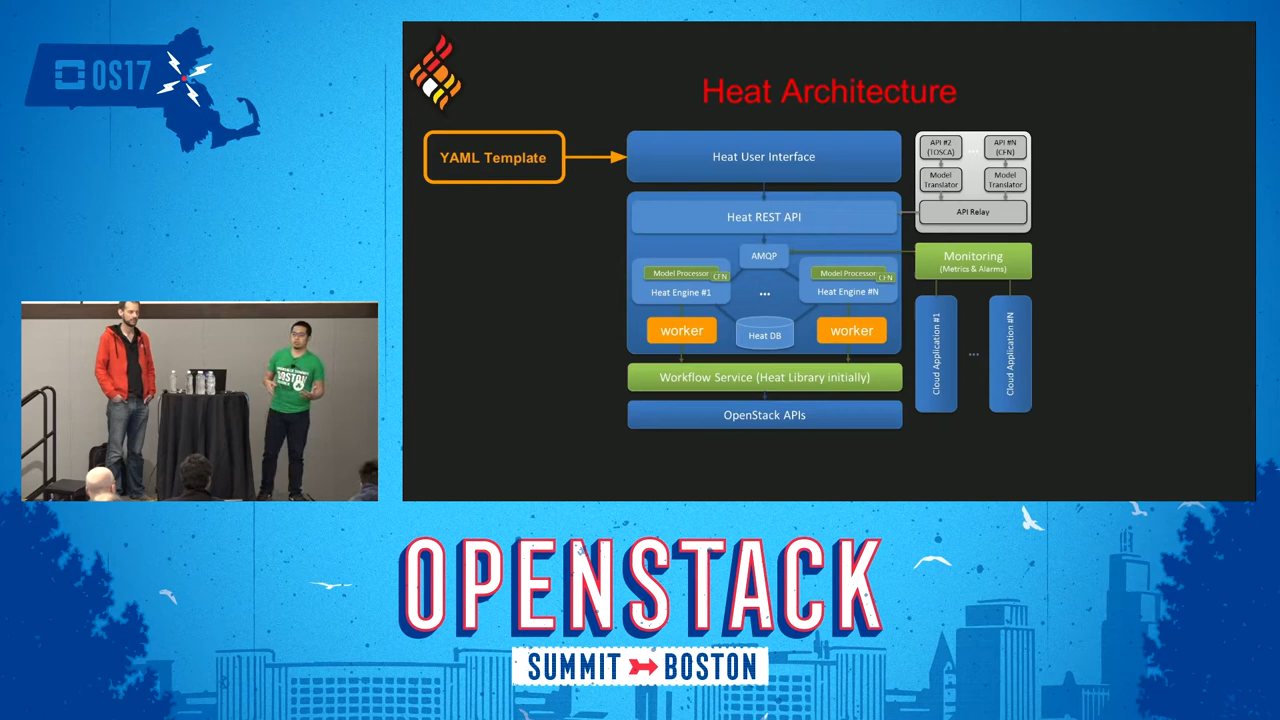 OS17
Heat Architecture
YAML Template
Heat User Interface
API #2
(TOSCA)
...
API #N
(CFN)
Model
Translator
Model
Translator
API Relay
Heat REST API
AMQP
Monitoring
(Metrics & Alarms)
Model Processor
CFN
Heat Engine #1
...
Model Processor
CFN
Heat Engine #N
worker
Heat DB
worker
Cloud Application #1
...
Cloud Application #N
Workflow Service (Heat Library initially)
OpenStack APIs
BOSTON
OPENSTACK
SUMMIT BOSTON